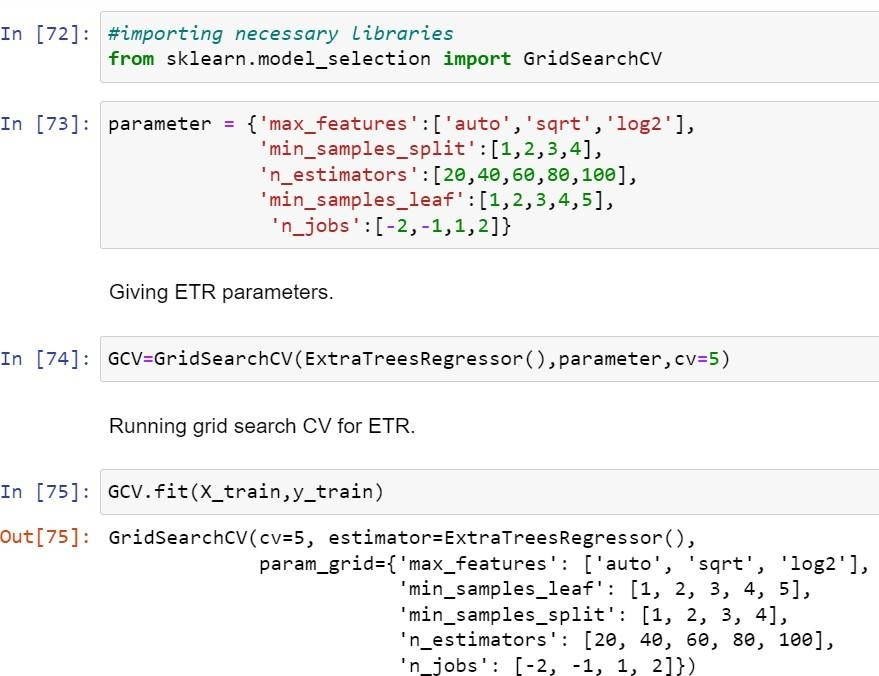 In [72]: #importing necessary libraries
from sklearn.model_selection import GridSearchCV
In [73]: parameter = {'max_features':['auto','sqrt','log2'],
'min_samples_split':[1,2,3,4],
'n_estimators':[20,40,60,80,100],
'min_samples_leaf':[1,2,3,4,5],
'n_jobs':[-2,-1,1,2]}
Giving ETR parameters.
In [74]: GCV=GridSearchCV(ExtraTreesRegressor(),parameter,cv=5)
Running grid search CV for ETR.
In [75]: GCV.fit(X_train,y_train)
Out[75]: GridSearchCV(cv=5, estimator=ExtraTreesRegressor(),
param_grid={'max_features': ['auto', 'sqrt', 'log2'],
'min_samples_leaf': [1, 2, 3, 4, 5],
'min_samples_split': [1, 2, 3, 4],
'n_estimators': [20, 40, 60, 80, 100],
'n_jobs': [-2, -1, 1, 2]})